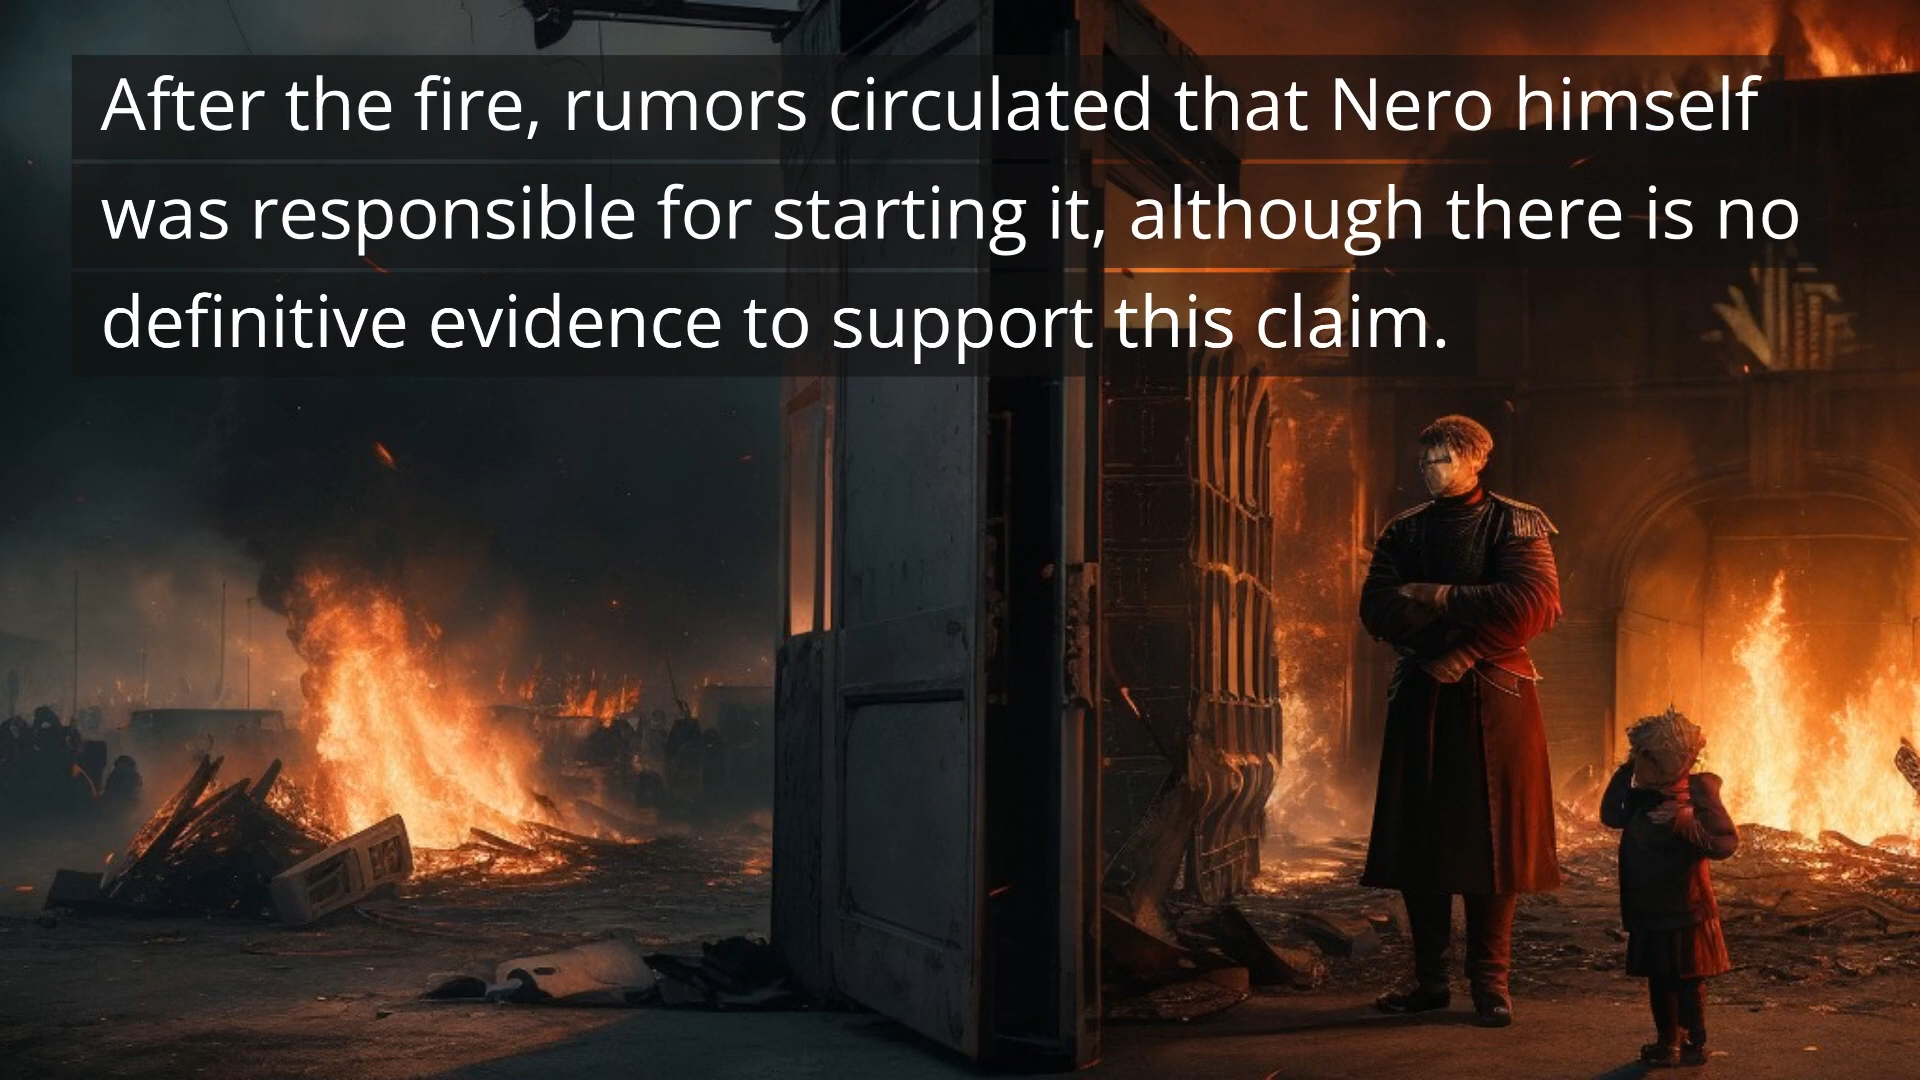 After the fire, rumors circulated that Nero himself
was responsible for starting it, although there is no
definitive evidence to support this claim.